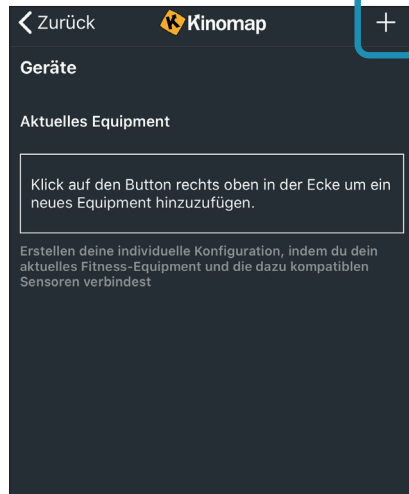 Zurück
Kinomap
Geräte
Aktuelles Equipment
Klick auf den Button rechts oben in der Ecke um ein
neues Equipment hinzuzufügen.
Erstellen deine individuelle Konfiguration, indem du dein
aktuelles Fitness-Equipment und die dazu kompatiblen
Sensoren verbindest